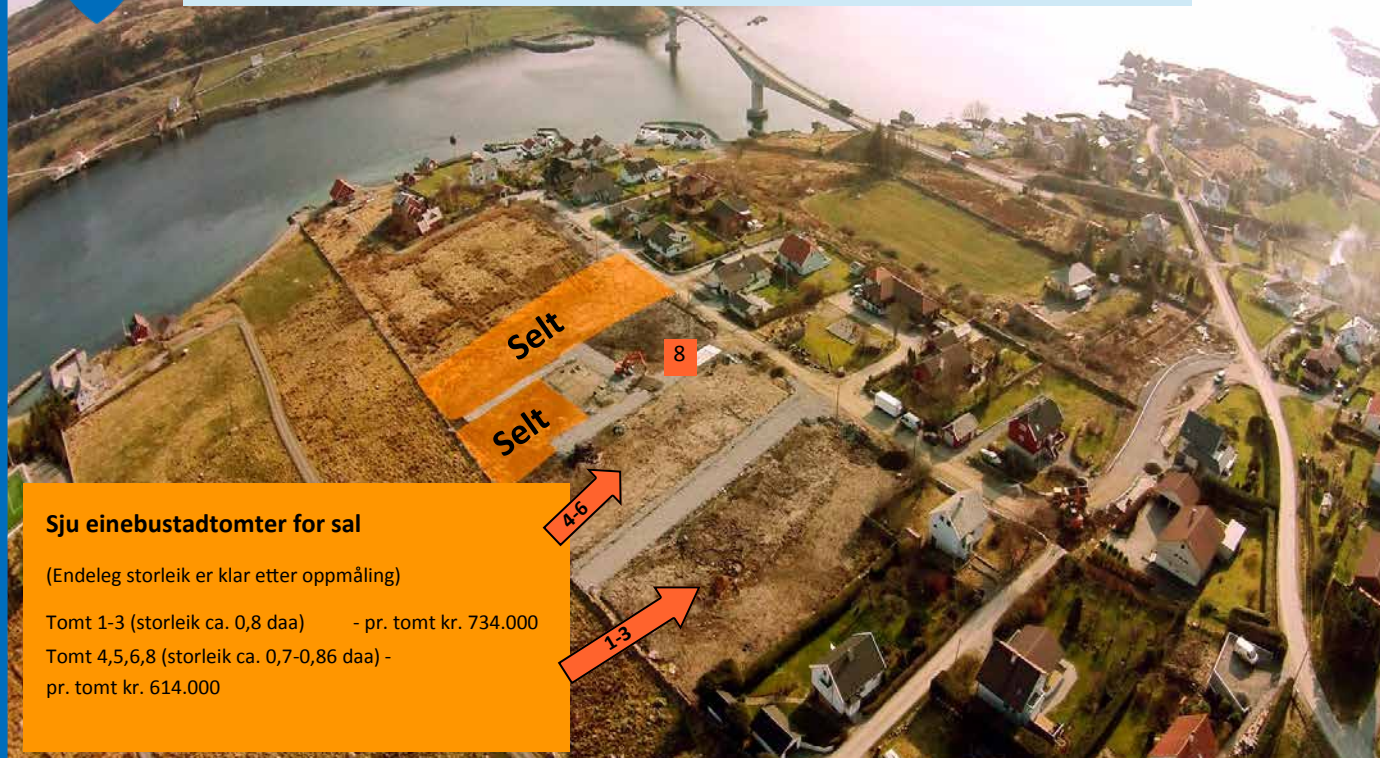 Selt
8
Selt
4-6
Sju einebustadtomter for sal
(Endeleg storleik er klar etter oppmåling)
Tomt 1-3 (storleik ca. 0,8 daa) - pr. tomt kr. 734.000
Tomt 4,5,6,8 (storleik ca. 0,7-0,86 daa) -
pr. tomt kr. 614.000
1-3